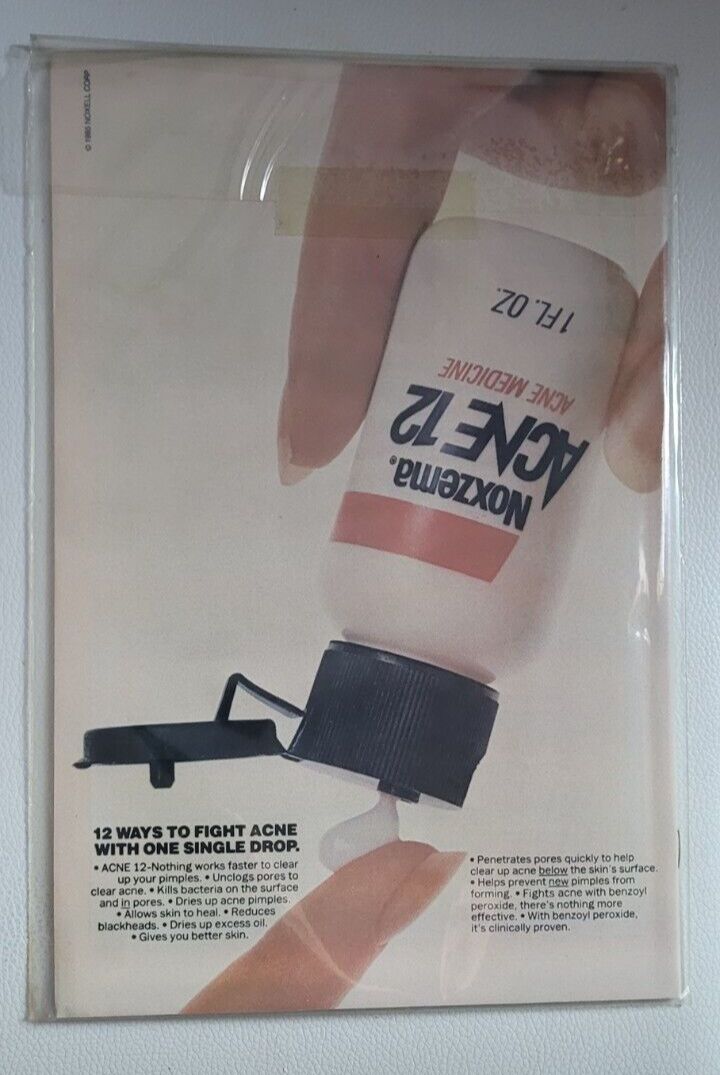 © 1985 NOXELL CORP
1 FL. OZ.
ACNE MEDICINE
ACNE 12
Noxzema®
12 WAYS TO FIGHT ACNE
WITH ONE SINGLE DROP.
• ACNE 12-Nothing works faster to clear
up your pimples. • Unclogs pores to
clear acne. • Kills bacteria on the surface
and in pores. • Dries up acne pimples.
• Allows skin to heal. • Reduces
blackheads. • Dries up excess oil.
• Gives you better skin.
• Penetrates pores quickly to help
clear up acne below the skin's surface.
• Helps prevent new pimples from
forming. • Fights acne with benzoyl
peroxide, there's nothing more
effective. • With benzoyl peroxide,
it's clinically proven.